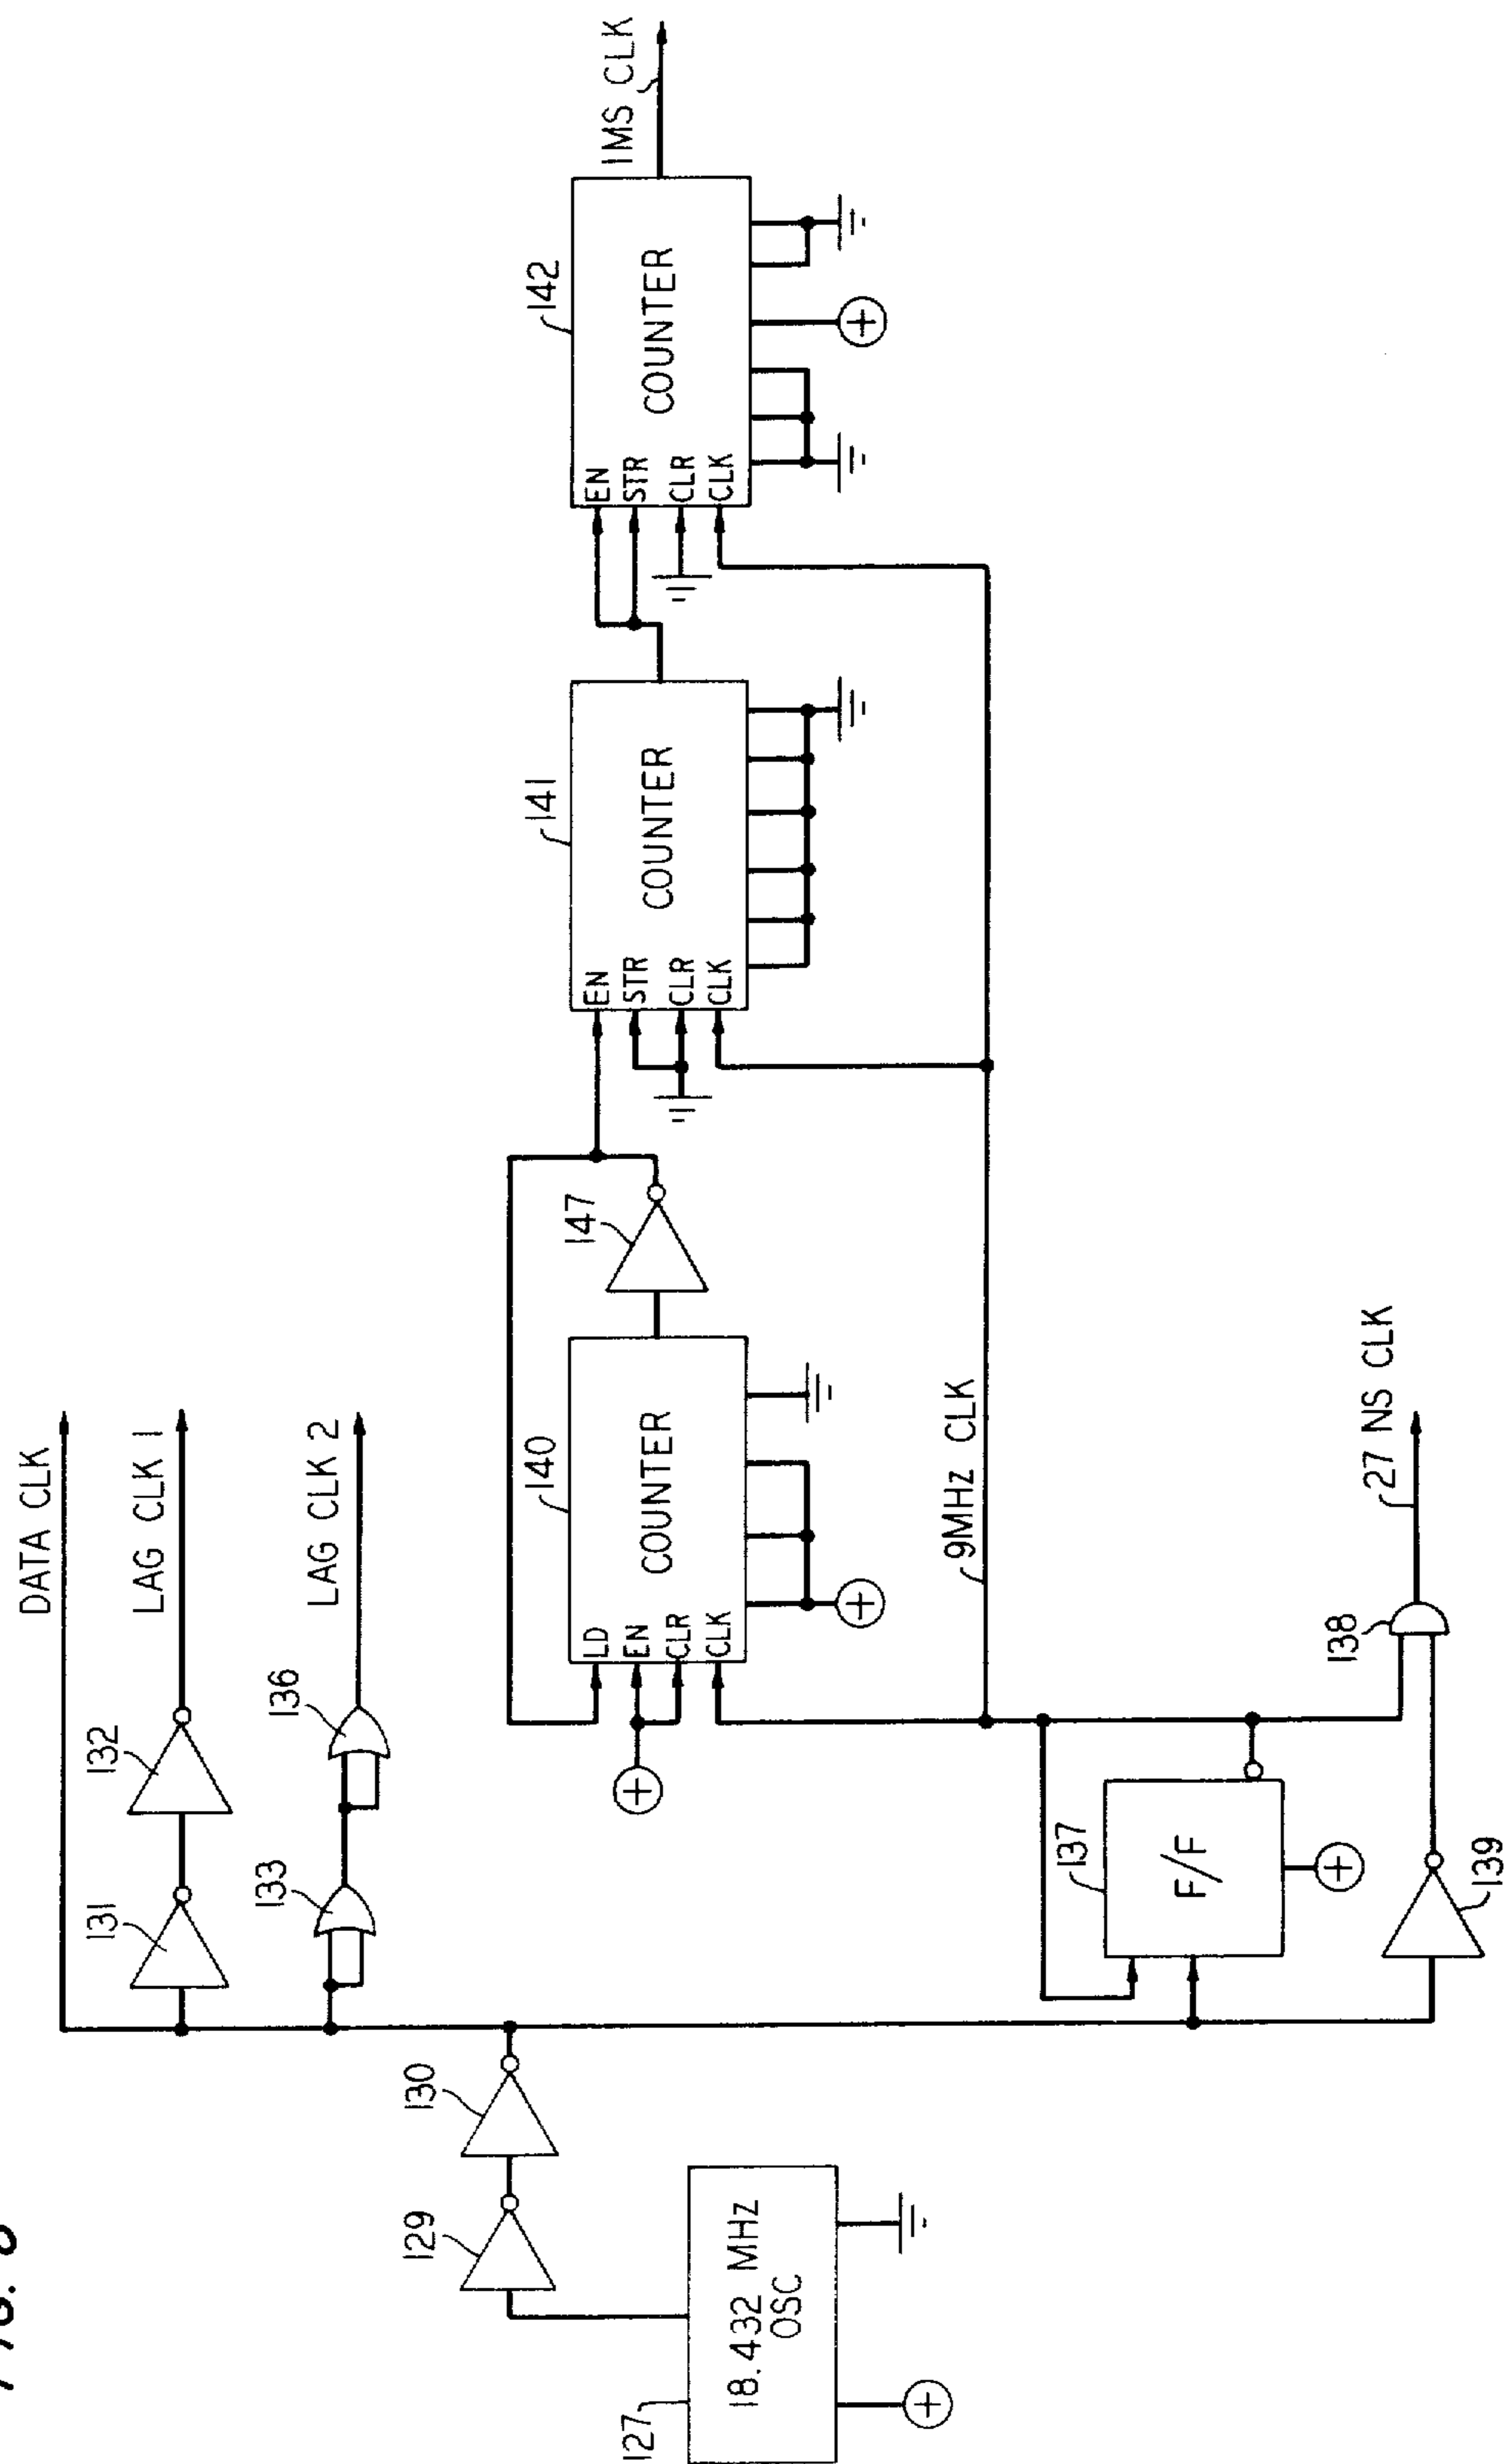 DATA CLK
LAG CLK 1
LAG CLK 2
131
132
133
136
129
130
127
18.432 MHz
OSC
140
COUNTER
LD
EN
CLR
CLK
147
141
COUNTER
EN
STR
CLR
CLK
142
COUNTER
EN
STR
CLR
CLK
1MS CLK
9MHz CLK
137
F/F
138
139
27 NS CLK